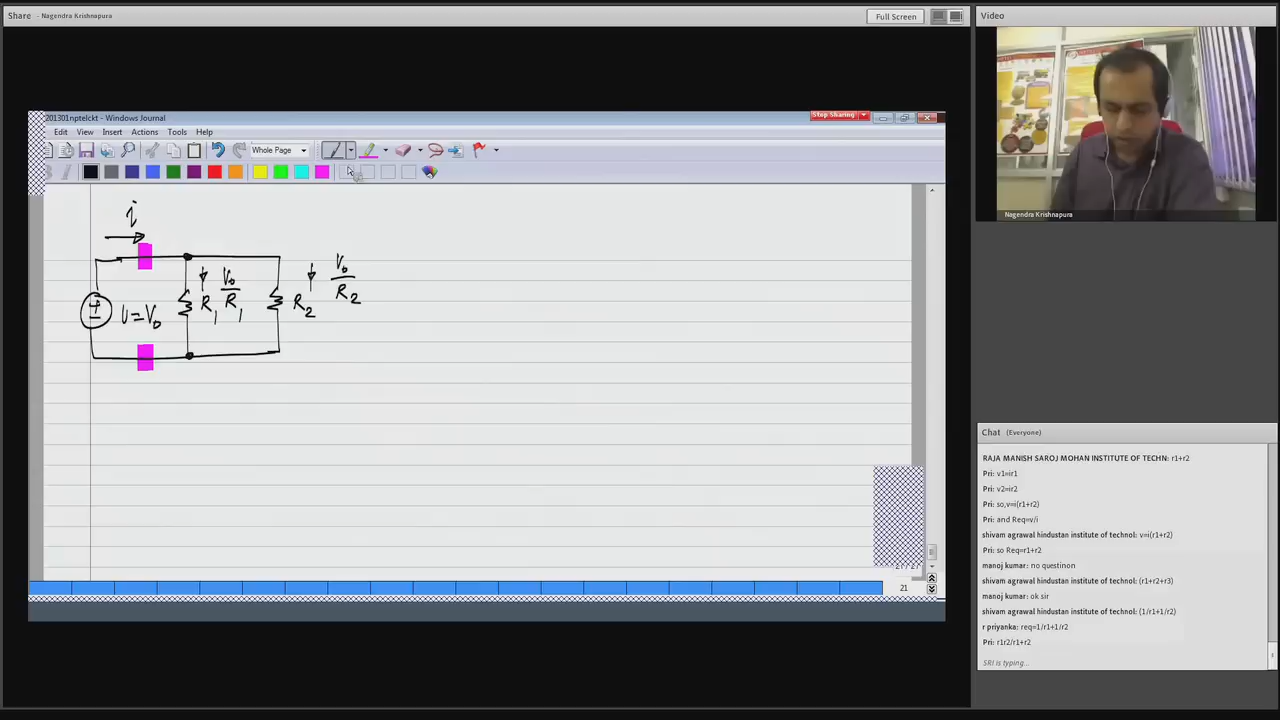 Share - Nagendra Krishnapura
Full Screen
Video
201301nptelckt - Windows Journal
Stop Sharing
Edit View Insert Actions Tools Help
Whole Page
i
V=V0
R1
V0/R1
R2
V0/R2
21
Nagendra Krishnapura
Chat (Everyone)
RAJA MANISH SAROJ MOHAN INSTITUTE OF TECHN: r1+r2
Pri: v1=ir1
Pri: v2=ir2
Pri: so,v=i(r1+r2)
Pri: and Req=v/i
shivam agrawal hindustan institute of technol: v=i(r1+r2)
Pri: so Req=r1+r2
manoj kumar: no questinon
shivam agrawal hindustan institute of technol: (r1+r2+r3)
manoj kumar: ok sir
shivam agrawal hindustan institute of technol: (1/r1+1/r2)
r priyanka: req=1/r1+1/r2
Pri: r1r2/r1+r2
SRI is typing...